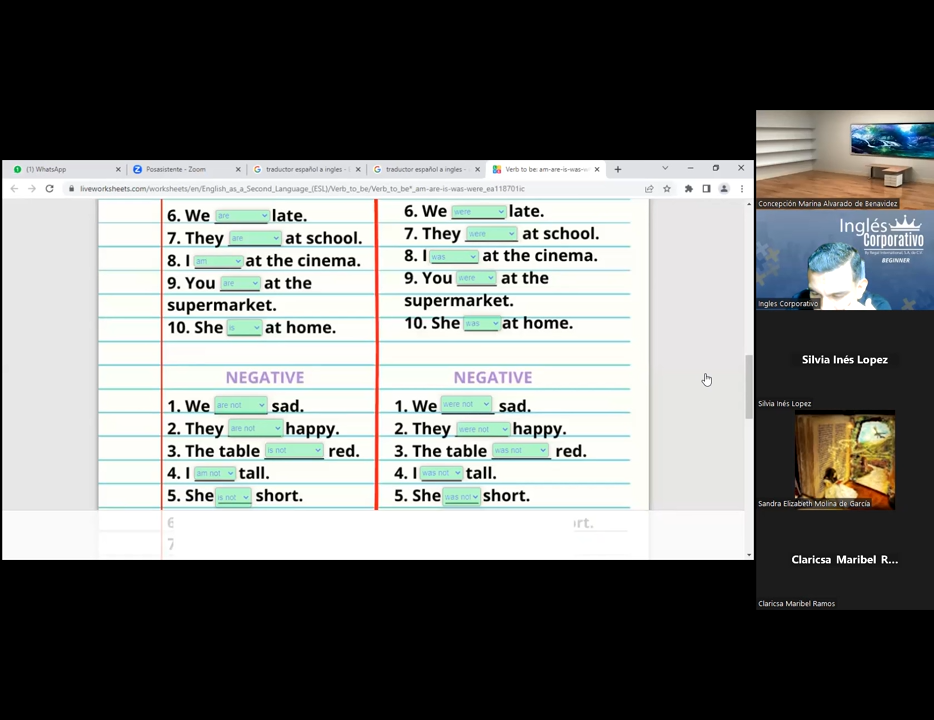 (1) WhatsApp
Posasistente - Zoom
traductor español a ingles -
traductor español a ingles -
Verb to be: am-are-is-was-w
liveworksheets.com/worksheets/en/English_as_a_Second_Language_(ESL)/Verb_to_be/Verb_to_be*_am-are-is-was-were_ea118701ic
6. We are late.
7. They are at school.
8. I am at the cinema.
9. You are at the
supermarket.
10. She is at home.
6. We were late.
7. They were at school.
8. I was at the cinema.
9. You were at the
supermarket.
10. She was at home.
NEGATIVE
1. We are not sad.
2. They are not happy.
3. The table is not red.
4. I am not tall.
5. She is not short.
6
7
NEGATIVE
1. We were not sad.
2. They were not happy.
3. The table was not red.
4. I was not tall.
5. She was not short.
rt.
Concepción Marina Alvarado de Benavidez
Inglés
Corporativo
BEGINNER
Ingles Corporativo
Silvia Inés Lopez
Silvia Inés Lopez
Sandra Elizabeth Molina de García
Claricsa Maribel R...
Claricsa Maribel Ramos